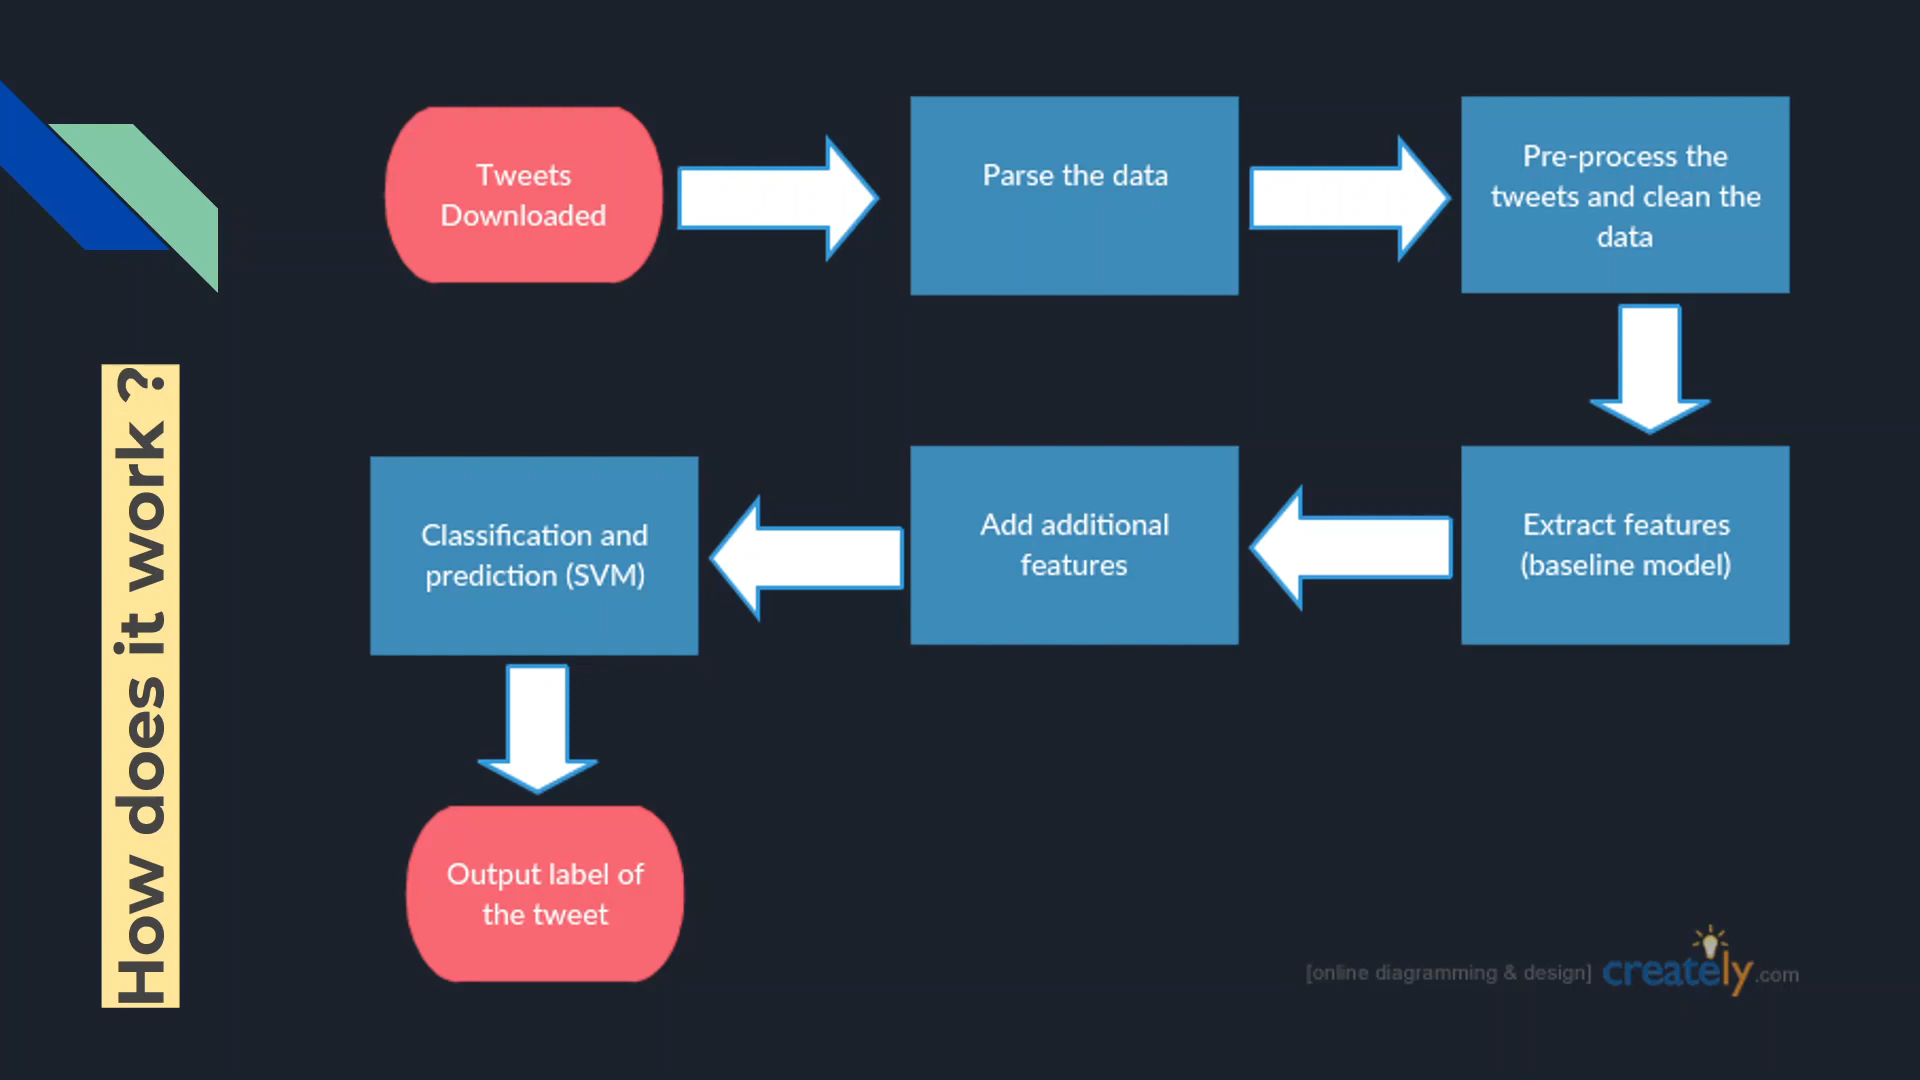 How does it work ?
Tweets
Downloaded
Parse the data
Pre-process the
tweets and clean the
data
Extract features
(baseline model)
Add additional
features
Classification and
prediction (SVM)
Output label of
the tweet
[online diagramming & design] creately.com